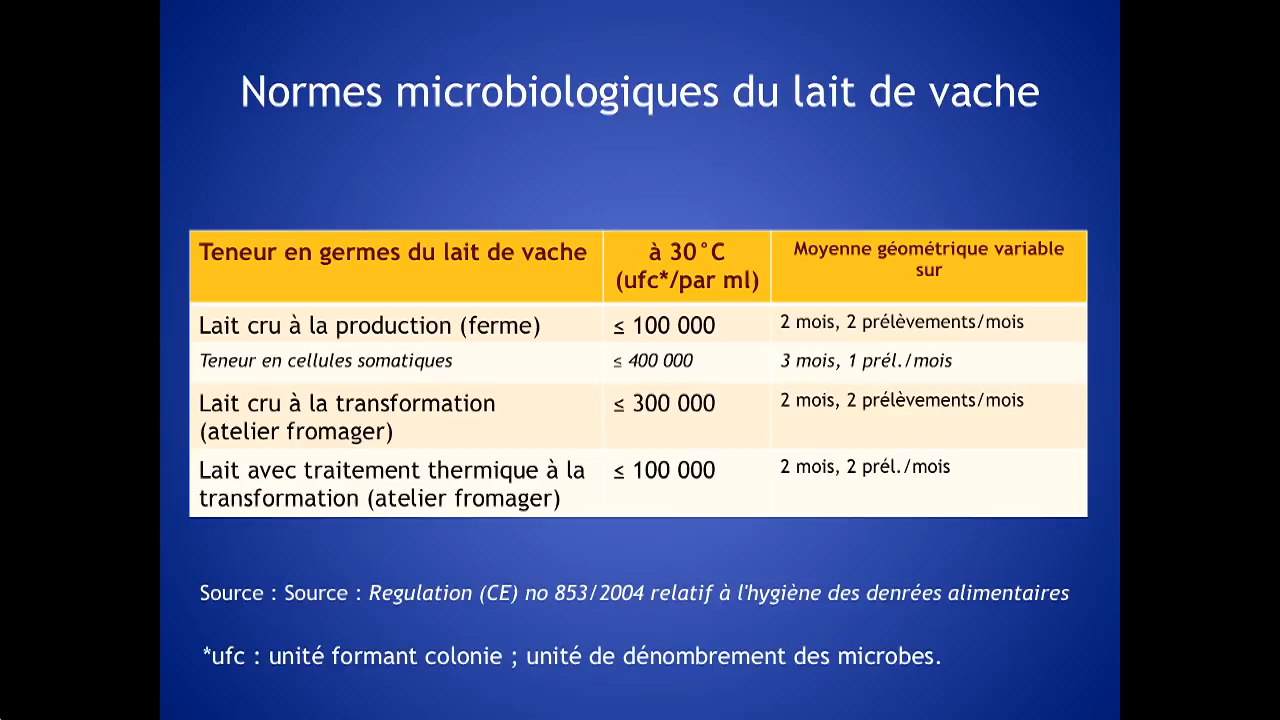 Normes microbiologiques du lait de vache
Teneur en germes du lait de vache
à 30°C
(ufc*/par ml)
Moyenne géométrique variable
sur
Lait cru à la production (ferme)
≤ 100 000
2 mois, 2 prélèvements/mois
Teneur en cellules somatiques
≤ 400 000
3 mois, 1 prél./mois
Lait cru à la transformation
(atelier fromager)
≤ 300 000
2 mois, 2 prélèvements/mois
Lait avec traitement thermique à la
transformation (atelier fromager)
≤ 100 000
2 mois, 2 prél./mois
Source : Source : Regulation (CE) no 853/2004 relatif à l'hygiène des denrées alimentaires
*ufc : unité formant colonie ; unité de dénombrement des microbes.